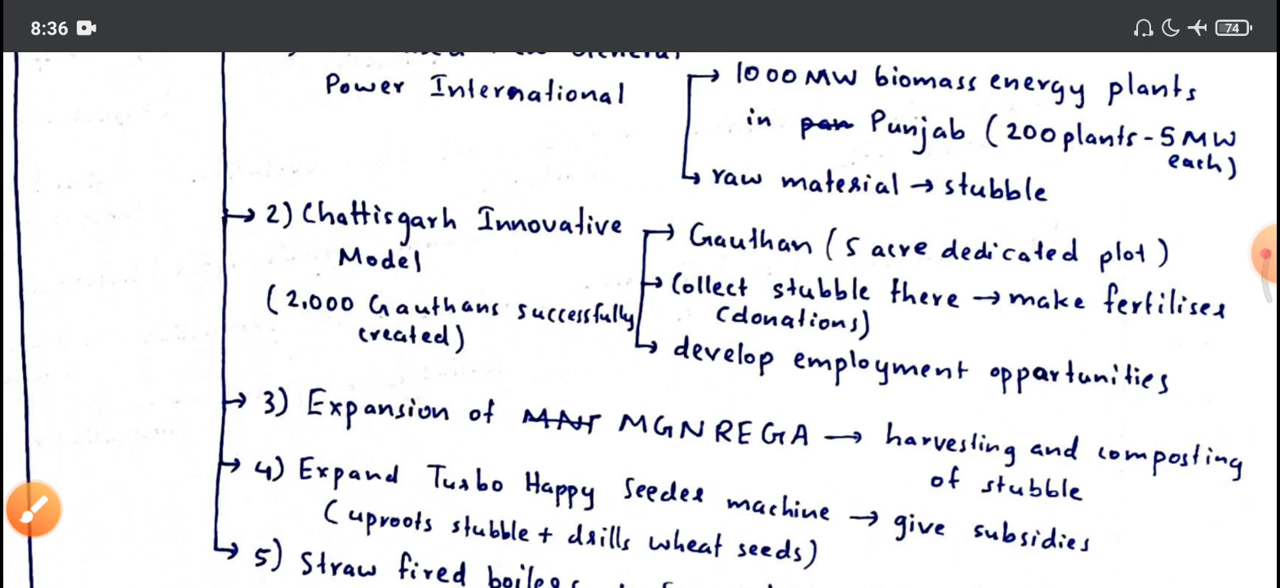 8:36
74
Power International
→ 1000 MW biomass energy plants
in Punjab (200 plants - 5 MW
each)
↳ raw material → stubble
→ 2) Chattisgarh Innovative
Model
(2,000 Gauthans successfully
created)
→ Gauthan (5 acre dedicated plot)
→ Collect stubble there → make fertiliser
(donations)
↳ develop employment oppartunities
→ 3) Expansion of MGNREGA → harvesting and composting
of stubble
→ 4) Expand Turbo Happy Seeder machine → give subsidies
(uproots stubble + drills wheat seeds)
↳ 5) Straw fired boilers